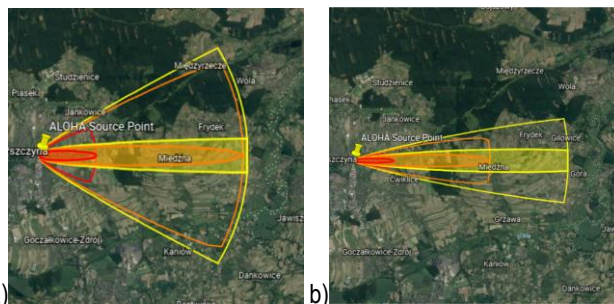 Międzyrzecze
Studzienice
Wola
Piasek
Jankowice
ALOHA Source Point
Frydek
Miedźna
Goczałkowice-Zdrój
Kaniów
Jawisz
Dankowice
)
b)
Międzyrzecze
Studzienice
Wola
Piasek
Jankowice
ALOHA Source Point
Frydek
Gilowice
szczyna
Miedźna
Góra
Ćwiklice
Grzawa
Goczałkowice-Zdrój
Kaniów
Dankowice